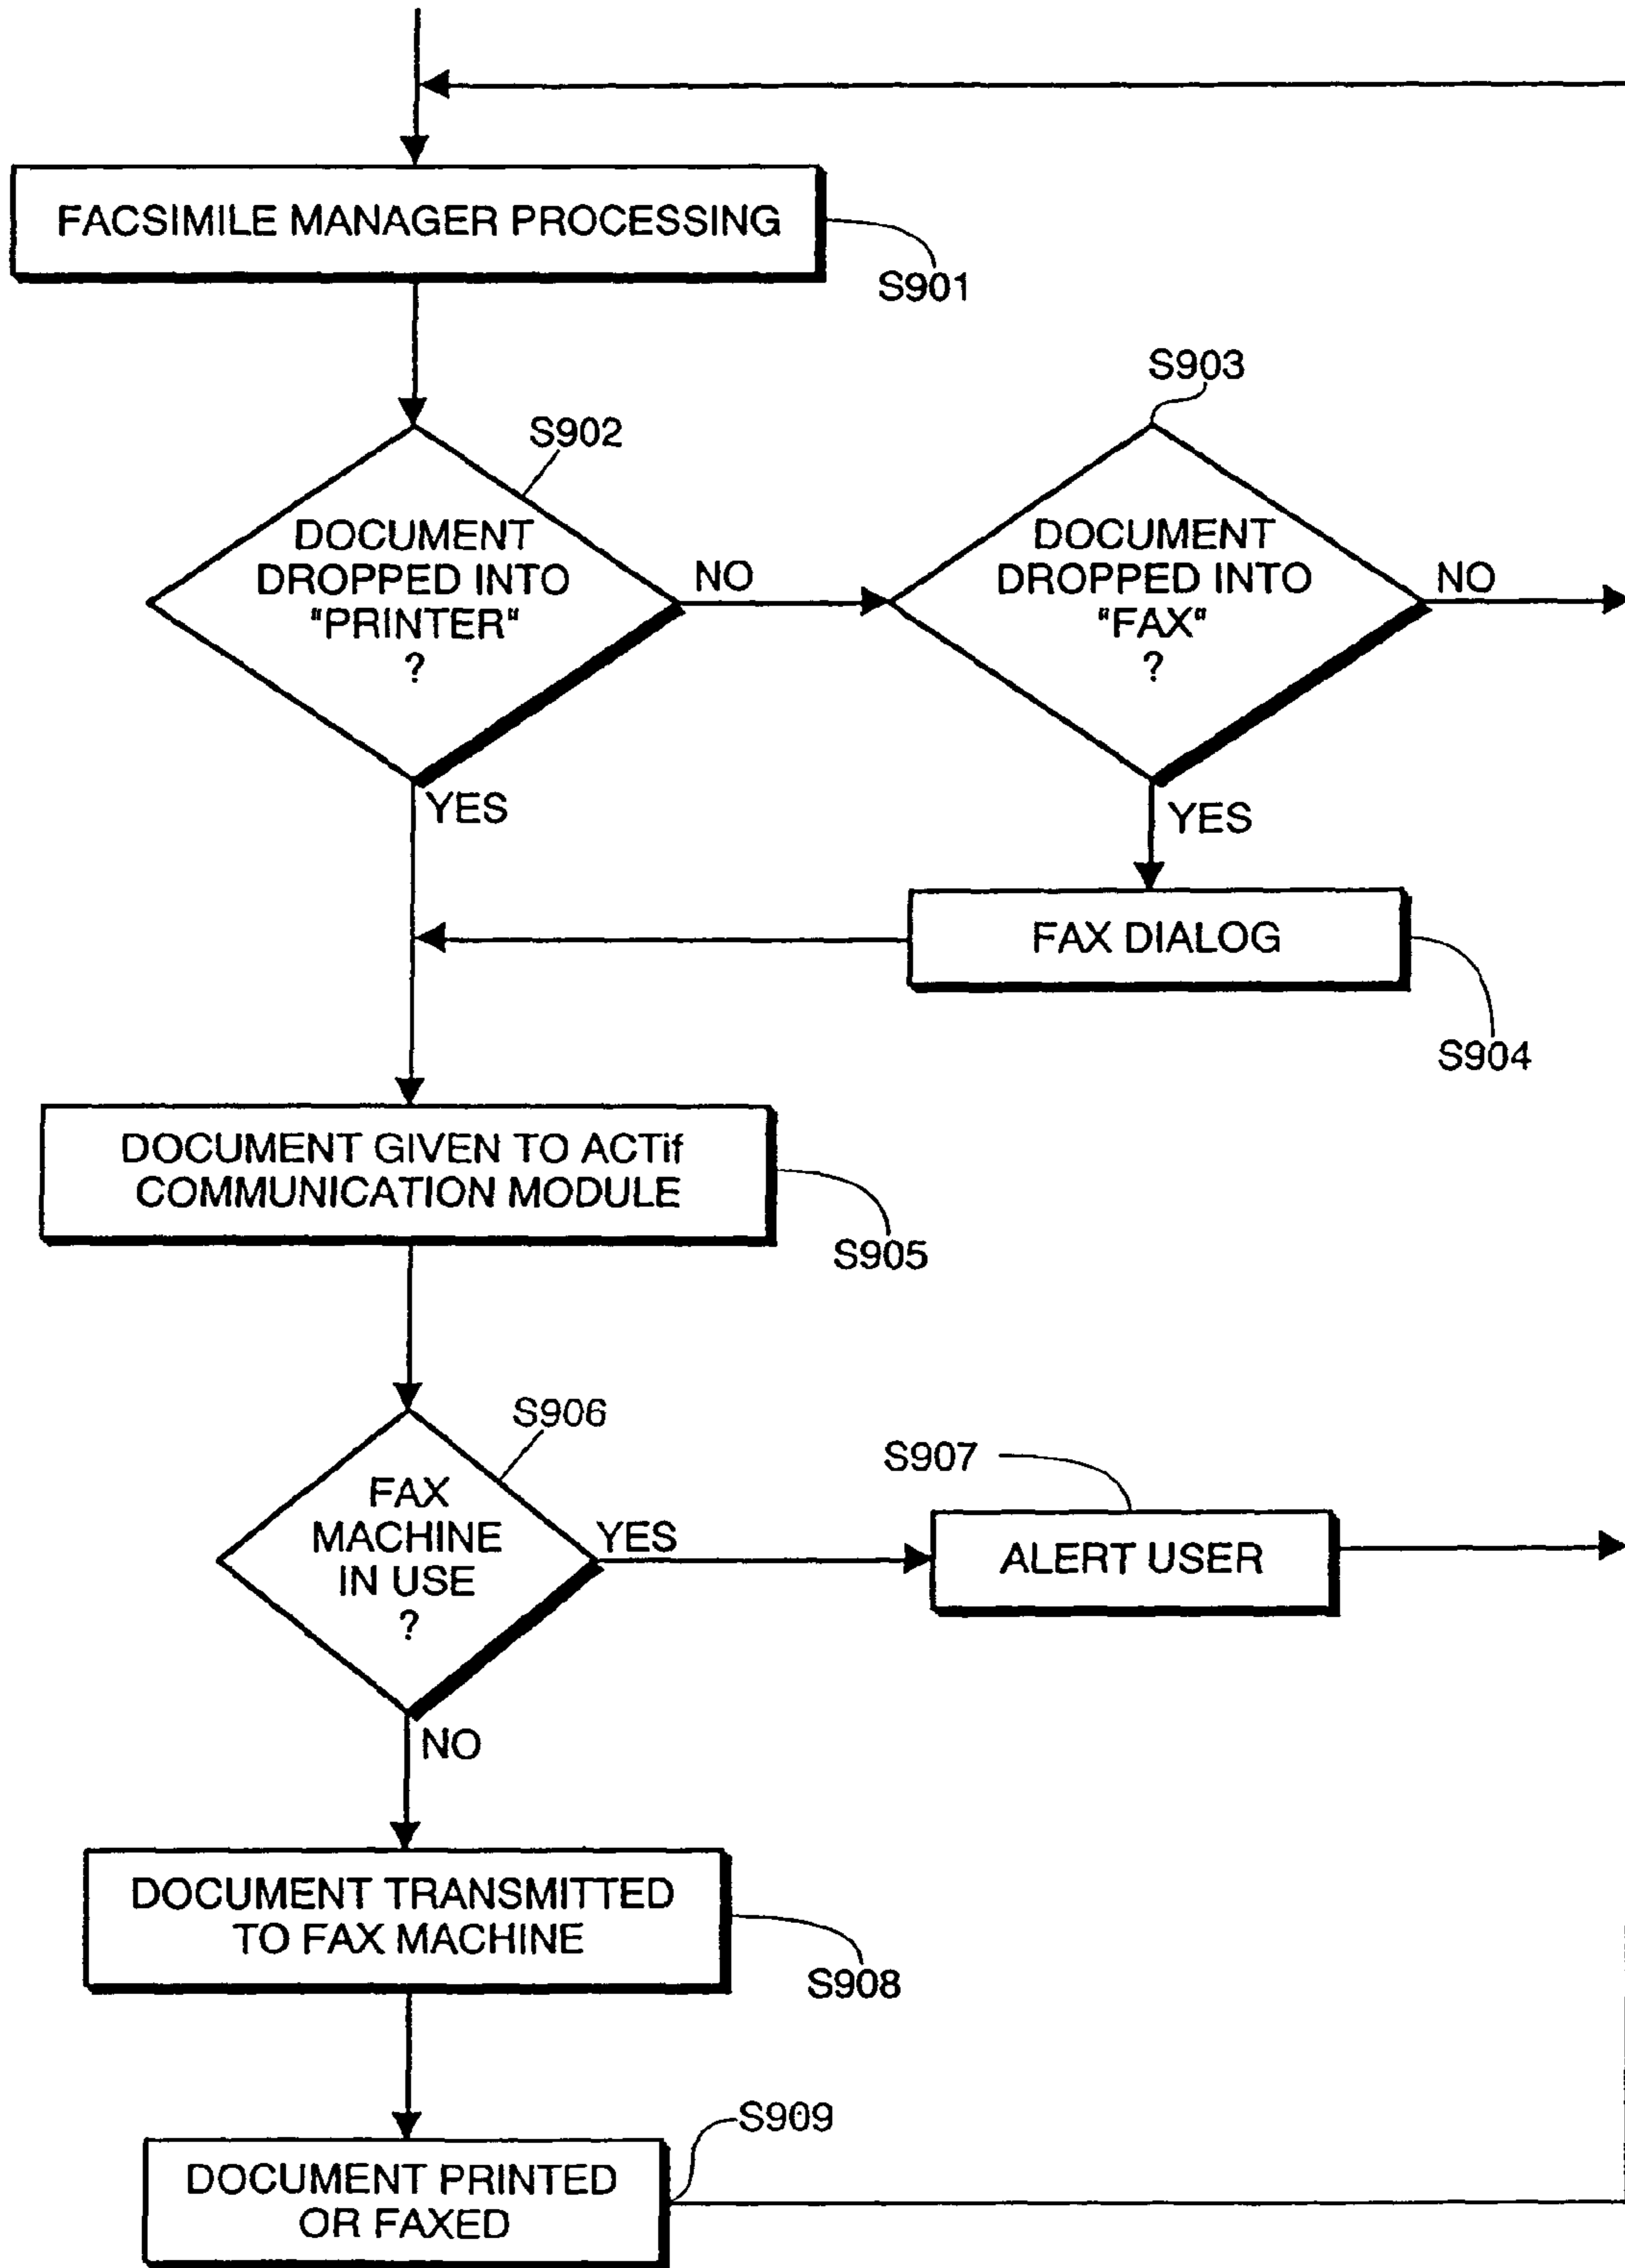 FACSIMILE MANAGER PROCESSING
S901
S903
S902
DOCUMENT
DROPPED INTO
"PRINTER"
?
NO
DOCUMENT
DROPPED INTO
"FAX"
?
NO
YES
YES
FAX DIALOG
S904
DOCUMENT GIVEN TO ACTif
COMMUNICATION MODULE
S905
S906
FAX
MACHINE
IN USE
?
YES
S907
ALERT USER
NO
DOCUMENT TRANSMITTED
TO FAX MACHINE
S908
S909
DOCUMENT PRINTED
OR FAXED